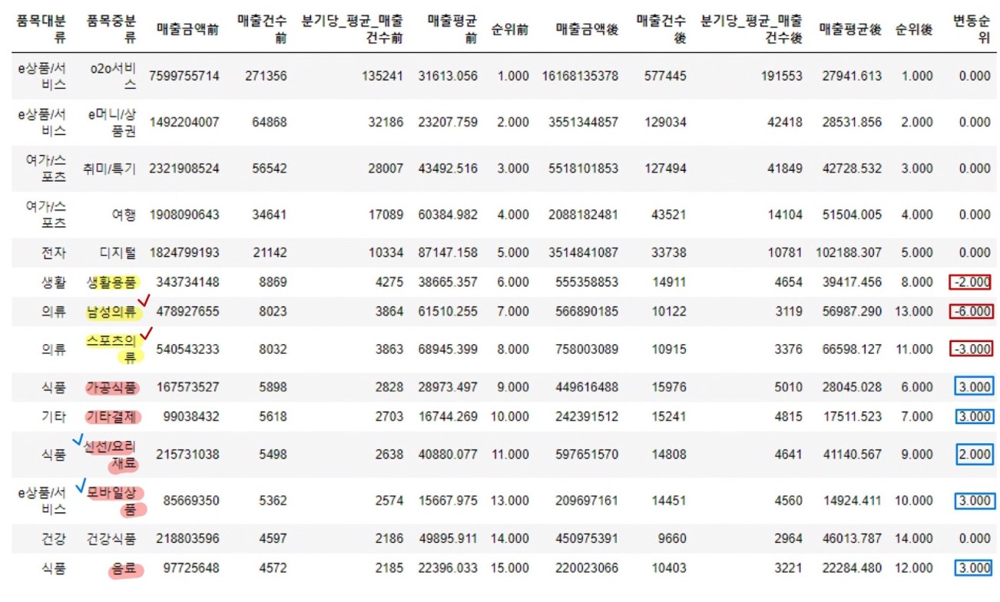 품목대분류 품목중분류 매출금액前 매출건수前 분기당_평균_매출건수前 매출평균前 순위前 매출금액後 매출건수後 분기당_평균_매출건수後 매출평균後 순위後 변동순위
e상품/서비스 o2o서비스 7599755714 271356 135241 31613.056 1.000 16168135378 577445 191553 27941.613 1.000 0.000
e상품/서비스 e머니/상품권 1492204007 64868 32186 23207.759 2.000 3551344857 129034 42418 28531.856 2.000 0.000
여가/스포츠 취미/특기 2321908524 56542 28007 43492.516 3.000 5518101853 127494 41849 42728.532 3.000 0.000
여가/스포츠 여행 1908090643 34641 17089 60384.982 4.000 2088182481 43521 14104 51504.005 4.000 0.000
전자 디지털 1824799193 21142 10334 87147.158 5.000 3514841087 33738 10781 102188.307 5.000 0.000
생활 생활용품 343734148 8869 4275 38665.357 6.000 555358853 14911 4654 39417.456 8.000 -2.000
의류 남성의류 478927655 8023 3864 61510.255 7.000 566890185 10122 3119 56987.290 13.000 -6.000
의류 스포츠의류 540543233 8032 3863 68945.399 8.000 758003089 10915 3376 66598.127 11.000 -3.000
식품 가공식품 167573527 5898 2828 28973.497 9.000 449616488 15976 5010 28045.028 6.000 3.000
기타 기타결제 99038432 5618 2703 16744.269 10.000 242391512 15241 4815 17511.523 7.000 3.000
식품 신선/요리재료 215731038 5498 2638 40880.077 11.000 597651570 14808 4641 41140.567 9.000 2.000
e상품/서비스 모바일상품 85669350 5362 2574 15667.975 13.000 209697161 14451 4560 14924.411 10.000 3.000
건강 건강식품 218803596 4597 2186 49895.911 14.000 450975391 9660 2964 46013.787 14.000 0.000
식품 음료 97725648 4572 2185 22396.033 15.000 220023066 10403 3221 22284.480 12.000 3.000